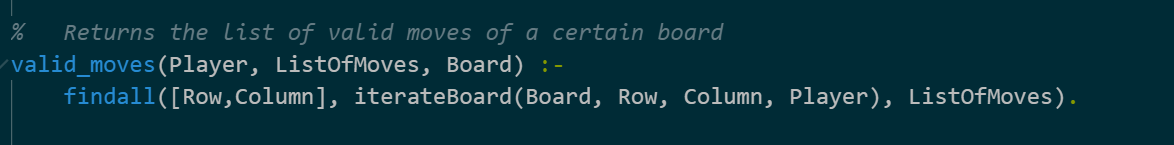 %   Returns the list of valid moves of a certain board
valid_moves(Player, ListOfMoves, Board) :-
    findall([Row,Column], iterateBoard(Board, Row, Column, Player), ListOfMoves).